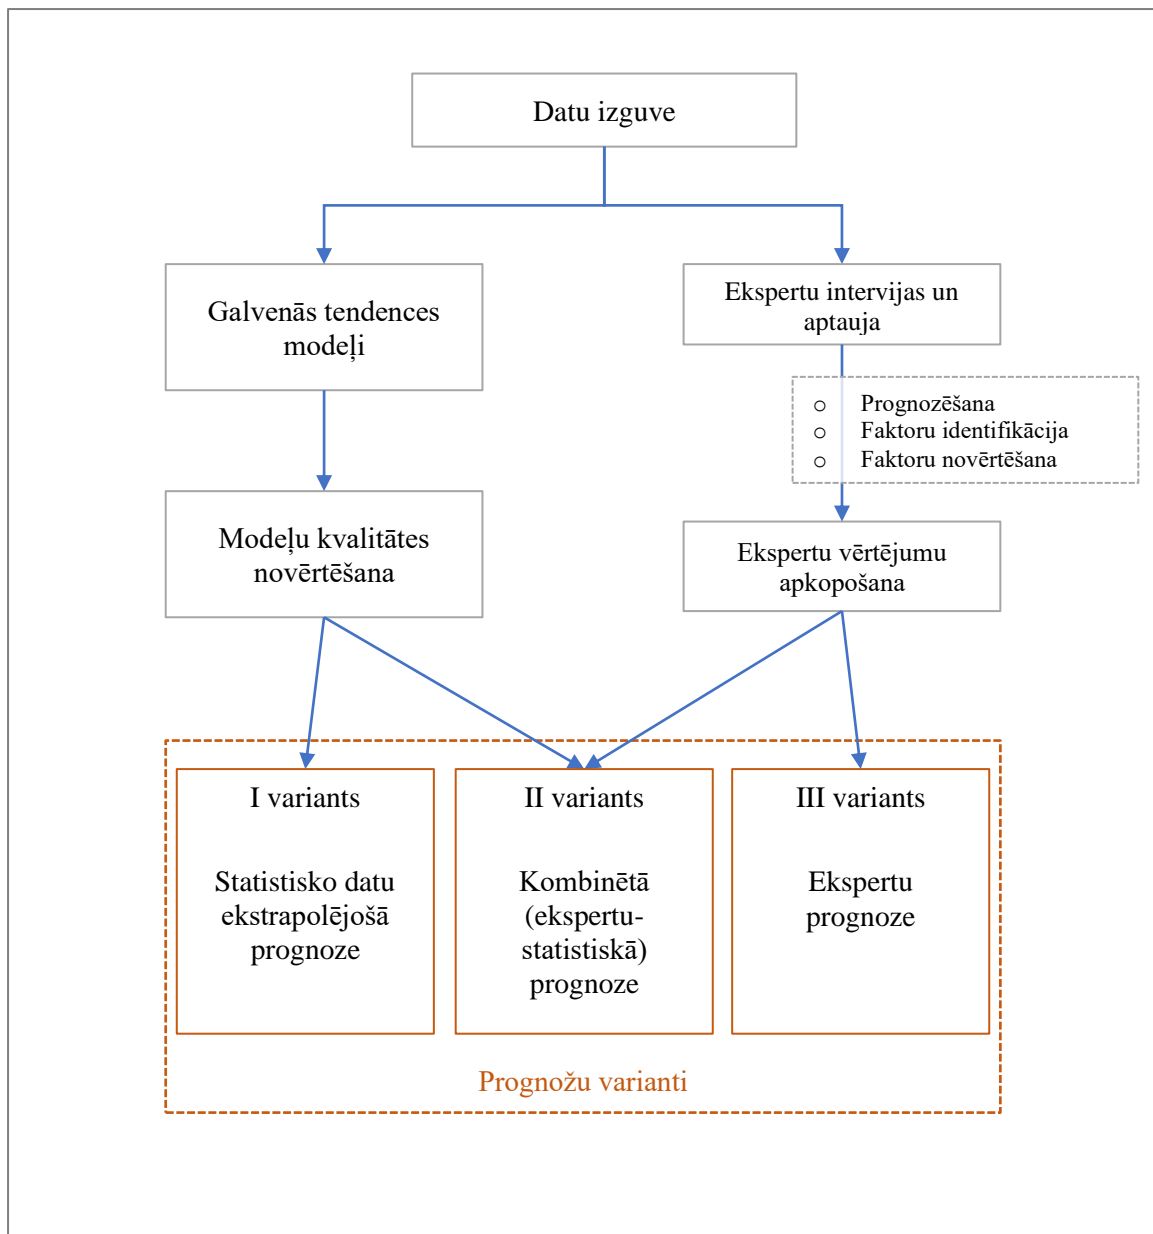 Datu izguve
Galvenās tendences
modeļi
Ekspertu intervijas un
aptauja
o Prognozēšana
o Faktoru identifikācija
o Faktoru novērtēšana
Modeļu kvalitātes
novērtēšana
Ekspertu vērtējumu
apkopošana
I variants
Statistisko datu
ekstrapolējošā
prognoze
II variants
Kombinētā
(ekspertu-
statistiskā)
prognoze
III variants
Ekspertu
prognoze
Prognožu varianti